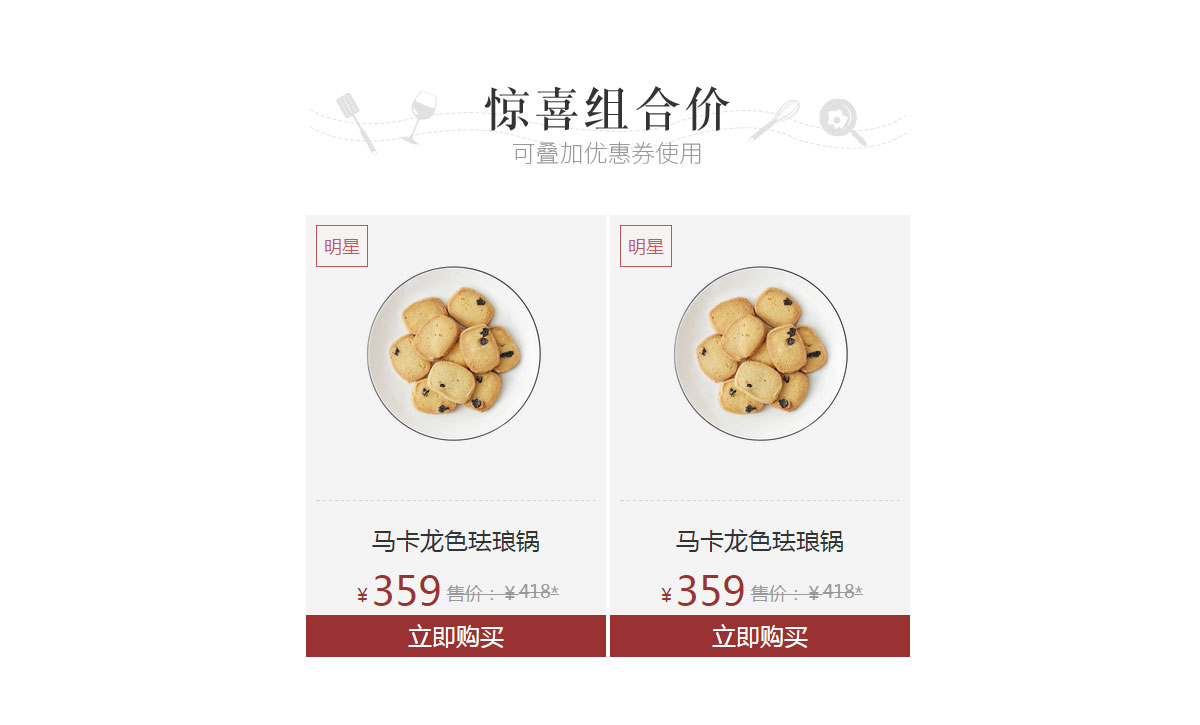 惊喜组合价
可叠加优惠券使用
明星
明星
马卡龙色珐琅锅
马卡龙色珐琅锅
¥359 售价：¥418*
¥359 售价：¥418*
立即购买
立即购买